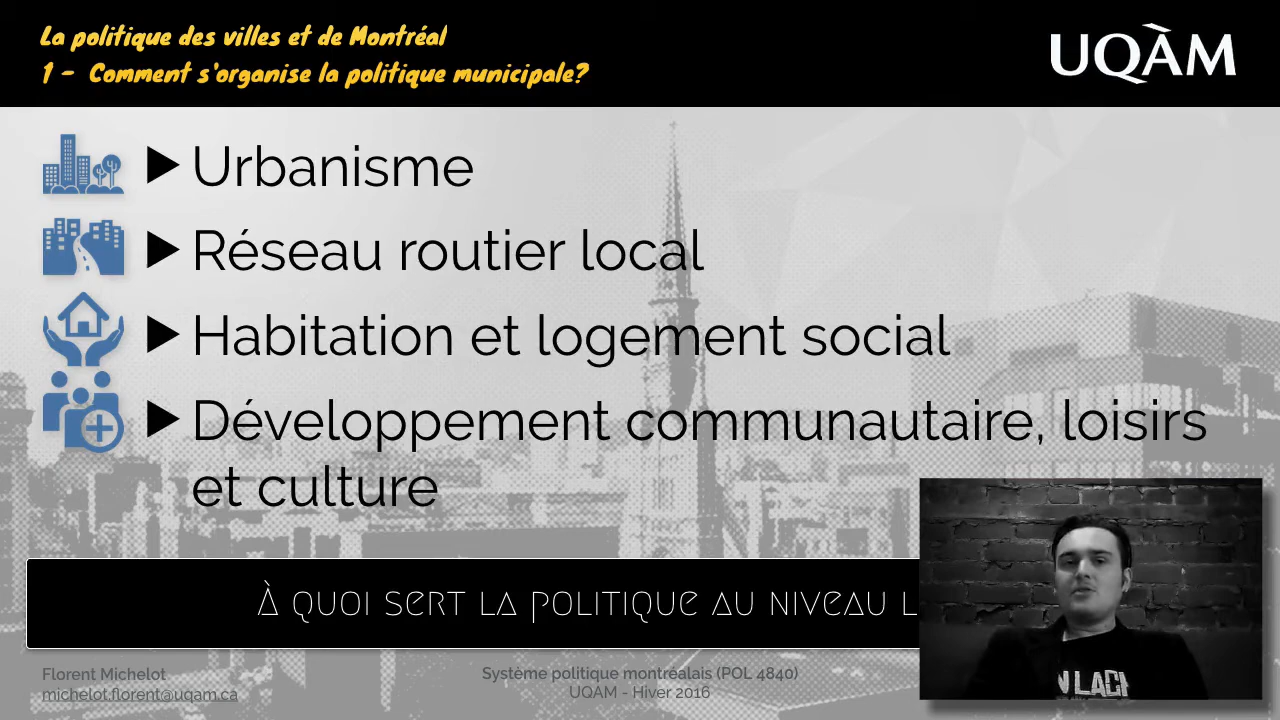 La politique des villes et de Montréal
1 - Comment s'organise la politique municipale?
UQÀM
▶ Urbanisme
▶ Réseau routier local
▶ Habitation et logement social
▶ Développement communautaire, loisirs
et culture
À QUOI SERT LA POLITIQUE AU NIVEAU L
Florent Michelot
michelot.florent@uqam.ca
Système politique montréalais (POL 4840)
UQAM - Hiver 2016